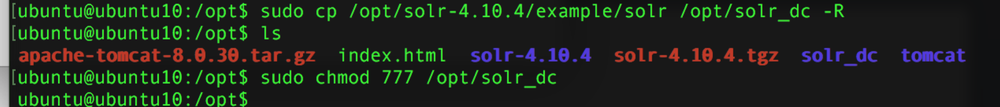 [ubuntu@ubuntu10:/opt$ sudo cp /opt/solr-4.10.4/example/solr /opt/solr_dc -R
[ubuntu@ubuntu10:/opt$ ls
apache-tomcat-8.0.30.tar.gz  index.html  solr-4.10.4  solr-4.10.4.tgz  solr_dc  tomcat
[ubuntu@ubuntu10:/opt$ sudo chmod 777 /opt/solr_dc
ubuntu@ubuntu10:/opt$